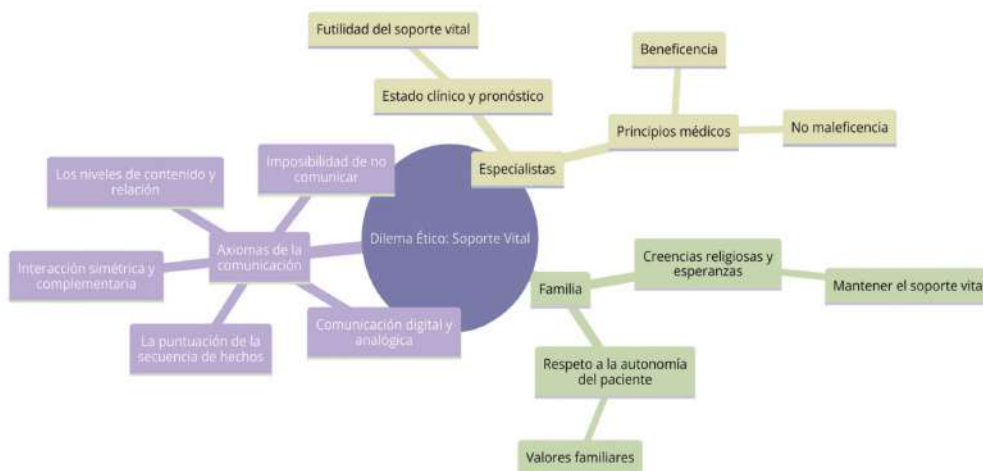 Futilidad del soporte vital
Beneficencia
Estado clínico y pronóstico
Principios médicos
No maleficencia
Especialistas
Imposibilidad de no
comunicar
Los niveles de contenido y
relación
Dilema Ético: Soporte Vital
Axiomas de la
comunicación
Interacción simétrica y
complementaria
La puntuación de la
secuencia de hechos
Comunicación digital y
analógica
Familia
Creencias religiosas y
esperanzas
Mantener el soporte vital
Respeto a la autonomía
del paciente
Valores familiares